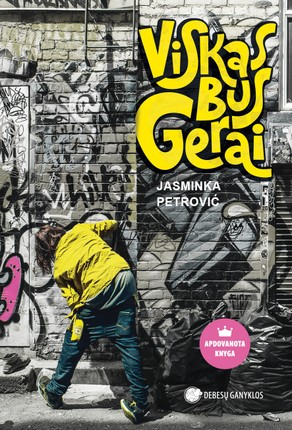 Viskas
Bus
Gerai
JASMINKA
PETROVIĆ
APDOVANOTA
KNYGA
DEBESŲ GANYKLOS